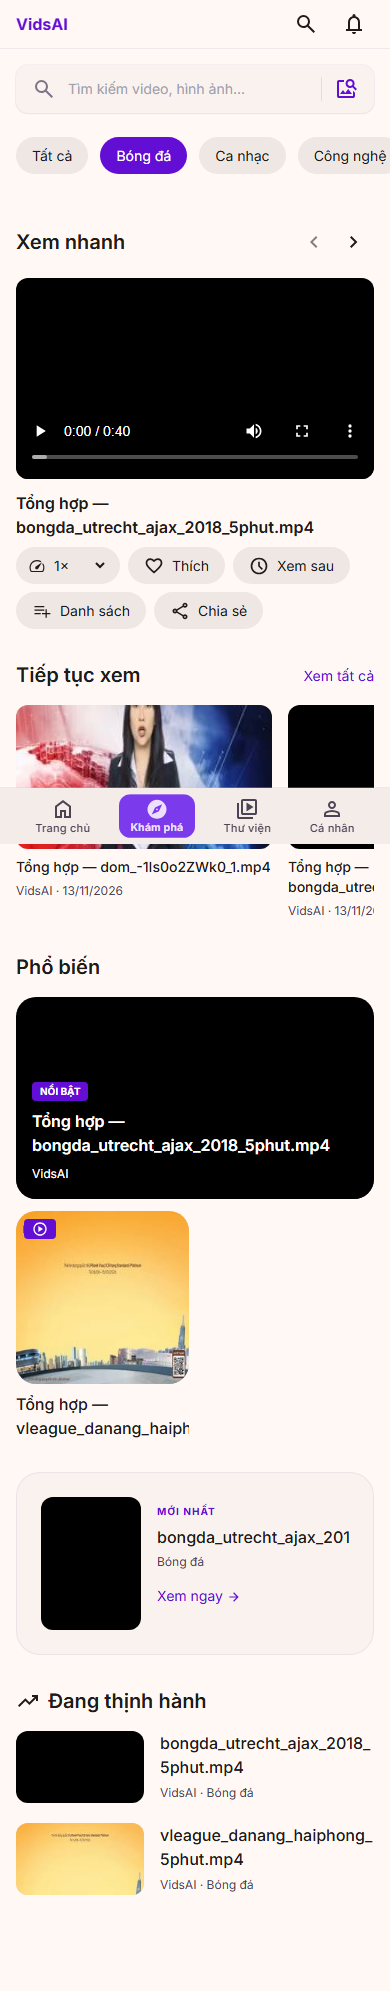 VidsAI
Tìm kiếm video, hình ảnh...
Tất cả
Bóng đá
Ca nhạc
Công nghệ
Xem nhanh
0:00 / 0:40
Tổng hợp —
bongda_utrecht_ajax_2018_5phut.mp4
1×
Thích
Xem sau
Danh sách
Chia sẻ
Tiếp tục xem
Xem tất cả
Trang chủ
Khám phá
Thư viện
Cá nhân
Tổng hợp — dom_-1ls0o2ZWk0_1.mp4
VidsAI · 13/11/2026
Tổng hợp —
VidsAI
Phổ biến
NỔI BẬT
Tổng hợp —
bongda_utrecht_ajax_2018_5phut.mp4
VidsAI
Tổng hợp —
vleague_danang_haiph
MỚI NHẤT
bongda_utrecht_ajax_201
Bóng đá
Xem ngay →
Đang thịnh hành
bongda_utrecht_ajax_2018_
5phut.mp4
VidsAI · Bóng đá
vleague_danang_haiphong_
5phut.mp4
VidsAI · Bóng đá